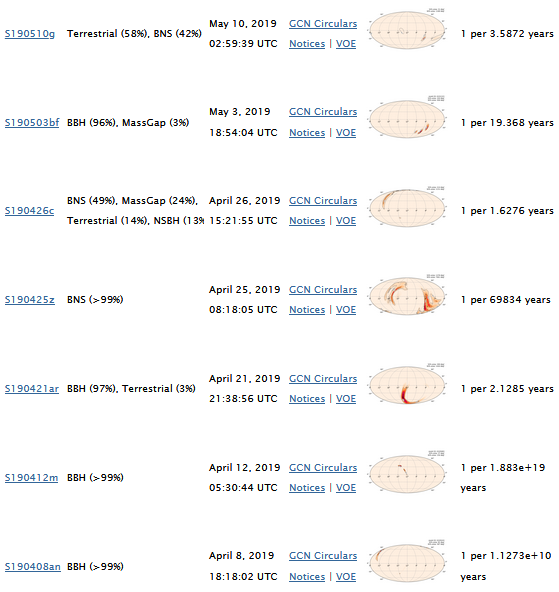 S190510g Terrestrial (58%), BNS (42%) May 10, 2019 02:59:39 UTC GCN Circulars Notices | VOE 1 per 3.5872 years
S190503bf BBH (96%), MassGap (3%) May 3, 2019 18:54:04 UTC GCN Circulars Notices | VOE 1 per 19.368 years
S190426c BNS (49%), MassGap (24%), Terrestrial (14%), NSBH (13% April 26, 2019 15:21:55 UTC GCN Circulars Notices | VOE 1 per 1.6276 years
S190425z BNS (>99%) April 25, 2019 08:18:05 UTC GCN Circulars Notices | VOE 1 per 69834 years
S190421ar BBH (97%), Terrestrial (3%) April 21, 2019 21:38:56 UTC GCN Circulars Notices | VOE 1 per 2.1285 years
S190412m BBH (>99%) April 12, 2019 05:30:44 UTC GCN Circulars Notices | VOE 1 per 1.883e+19 years
S190408an BBH (>99%) April 8, 2019 18:18:02 UTC GCN Circulars Notices | VOE 1 per 1.1273e+10 years